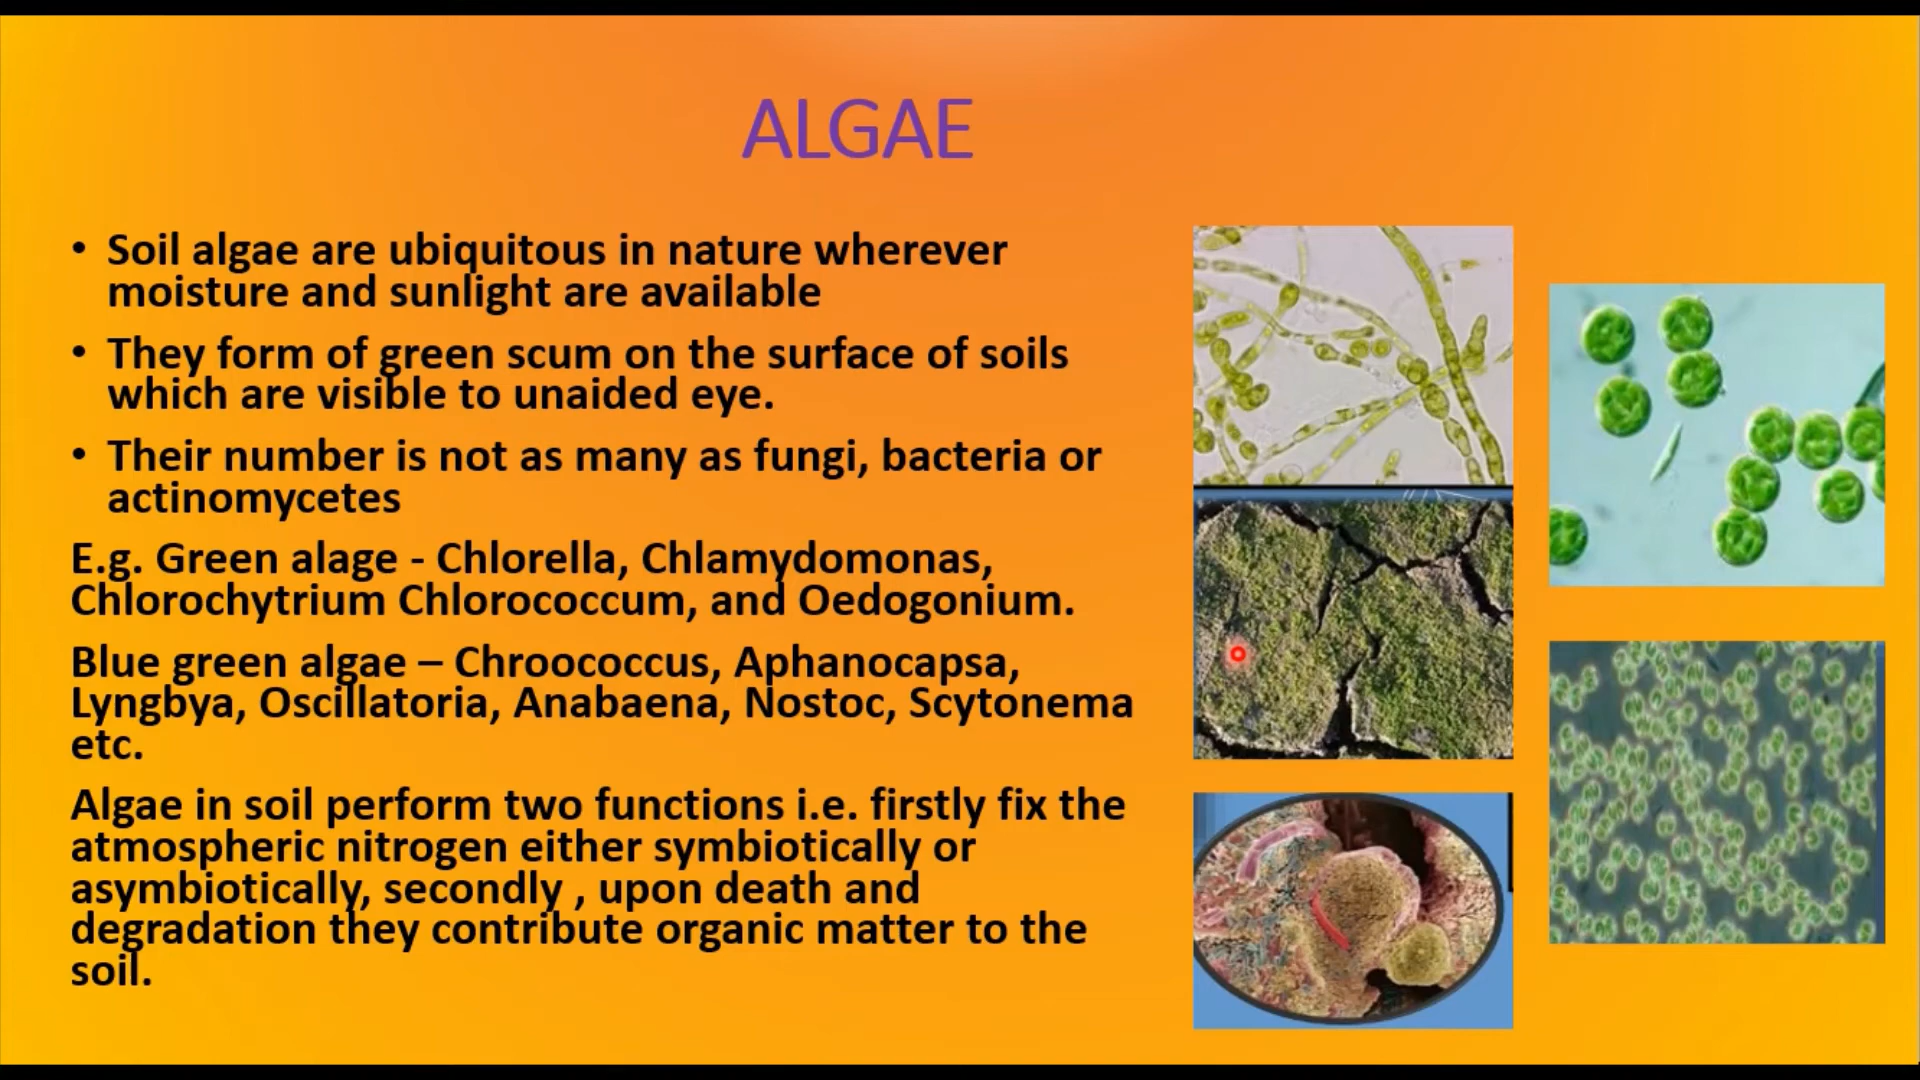 ALGAE
• Soil algae are ubiquitous in nature wherever
moisture and sunlight are available
• They form of green scum on the surface of soils
which are visible to unaided eye.
• Their number is not as many as fungi, bacteria or
actinomycetes
E.g. Green alage - Chlorella, Chlamydomonas,
Chlorochytrium Chlorococcum, and Oedogonium.
Blue green algae – Chroococcus, Aphanocapsa,
Lyngbya, Oscillatoria, Anabaena, Nostoc, Scytonema
etc.
Algae in soil perform two functions i.e. firstly fix the
atmospheric nitrogen either symbiotically or
asymbiotically, secondly , upon death and
degradation they contribute organic matter to the
soil.